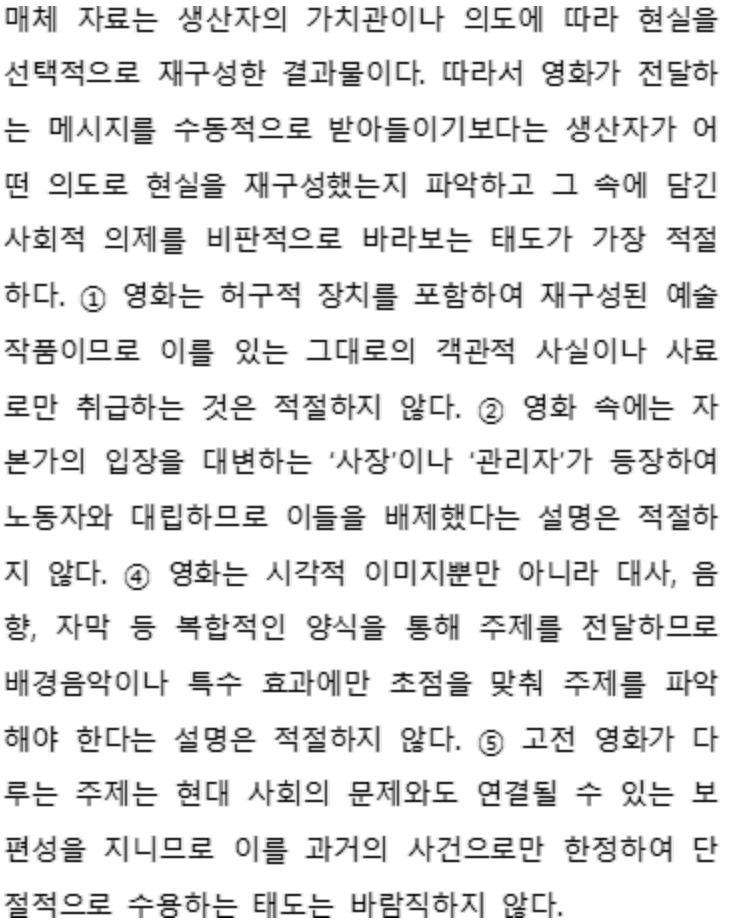 매체 자료는 생산자의 가치관이나 의도에 따라 현실을
선택적으로 재구성한 결과물이다. 따라서 영화가 전달하
는 메시지를 수동적으로 받아들이기보다는 생산자가 어
떤 의도로 현실을 재구성했는지 파악하고 그 속에 담긴
사회적 의제를 비판적으로 바라보는 태도가 가장 적절
하다. ① 영화는 허구적 장치를 포함하여 재구성된 예술
작품이므로 이를 있는 그대로의 객관적 사실이나 사료
로만 취급하는 것은 적절하지 않다. ② 영화 속에는 자
본가의 입장을 대변하는 ‘사장’이나 ‘관리자’가 등장하여
노동자와 대립하므로 이들을 배제했다는 설명은 적절하
지 않다. ④ 영화는 시각적 이미지뿐만 아니라 대사, 음
향, 자막 등 복합적인 양식을 통해 주제를 전달하므로
배경음악이나 특수 효과에만 초점을 맞춰 주제를 파악
해야 한다는 설명은 적절하지 않다. ⑤ 고전 영화가 다
루는 주제는 현대 사회의 문제와도 연결될 수 있는 보
편성을 지니므로 이를 과거의 사건으로만 한정하여 단
절적으로 수용하는 태도는 바람직하지 않다.